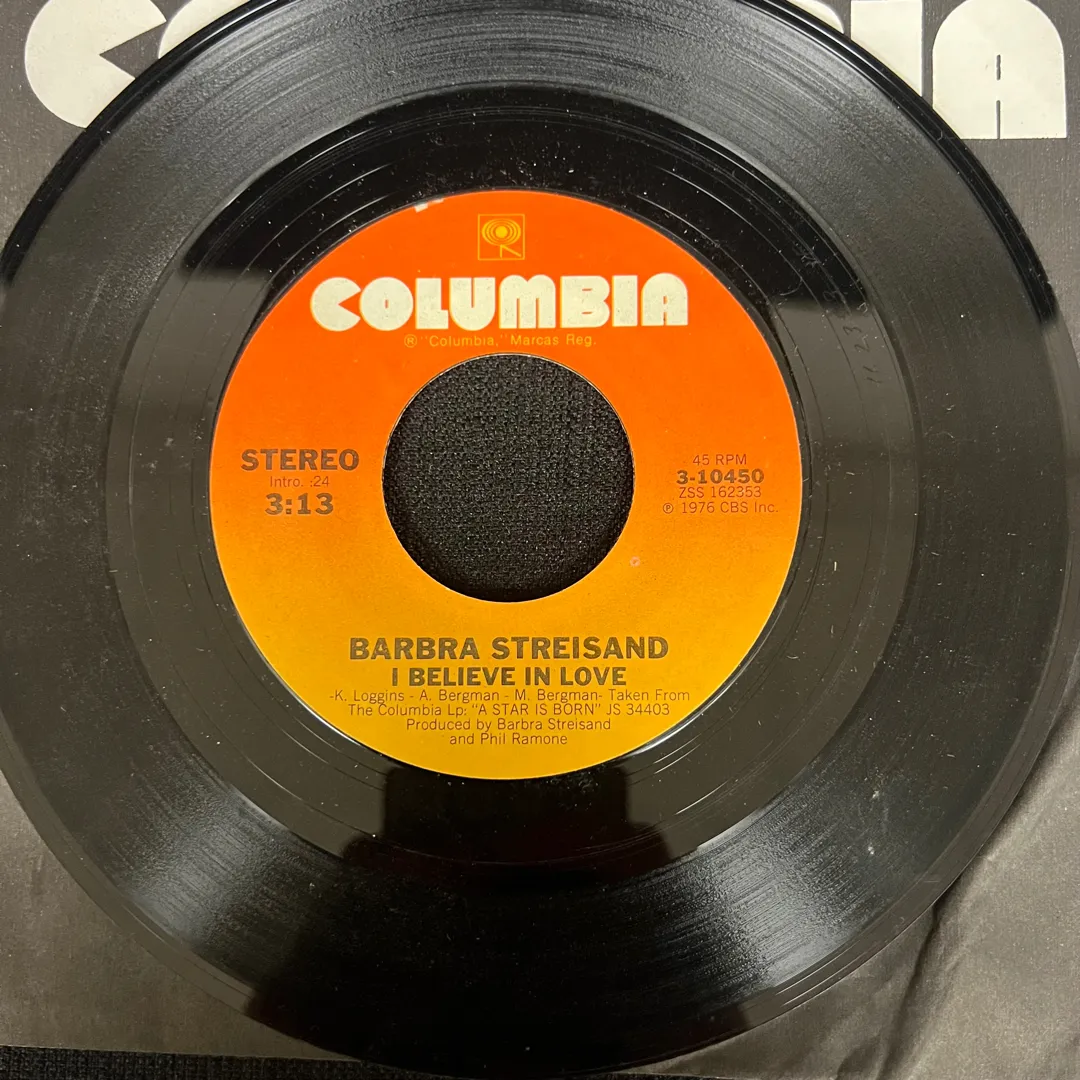 COLUMBIA
® "Columbia," Marcas Reg.
STEREO
Intro. :24
3:13
45 RPM
3-10450
ZSS 162353
℗ 1976 CBS Inc.
BARBRA STREISAND
I BELIEVE IN LOVE
-K. Loggins - A. Bergman - M. Bergman- Taken From
The Columbia Lp; "A STAR IS BORN" JS 34403
Produced by Barbra Streisand
and Phil Ramone